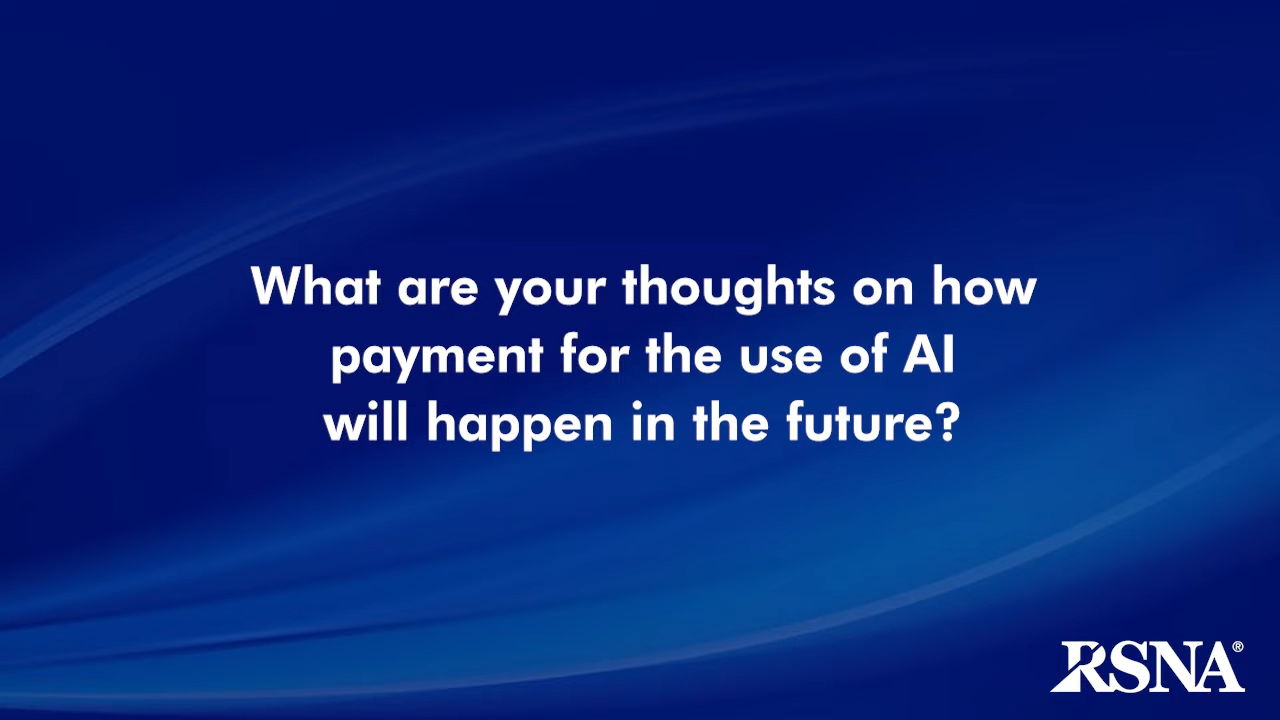 What are your thoughts on how
payment for the use of AI
will happen in the future?
RSNA®